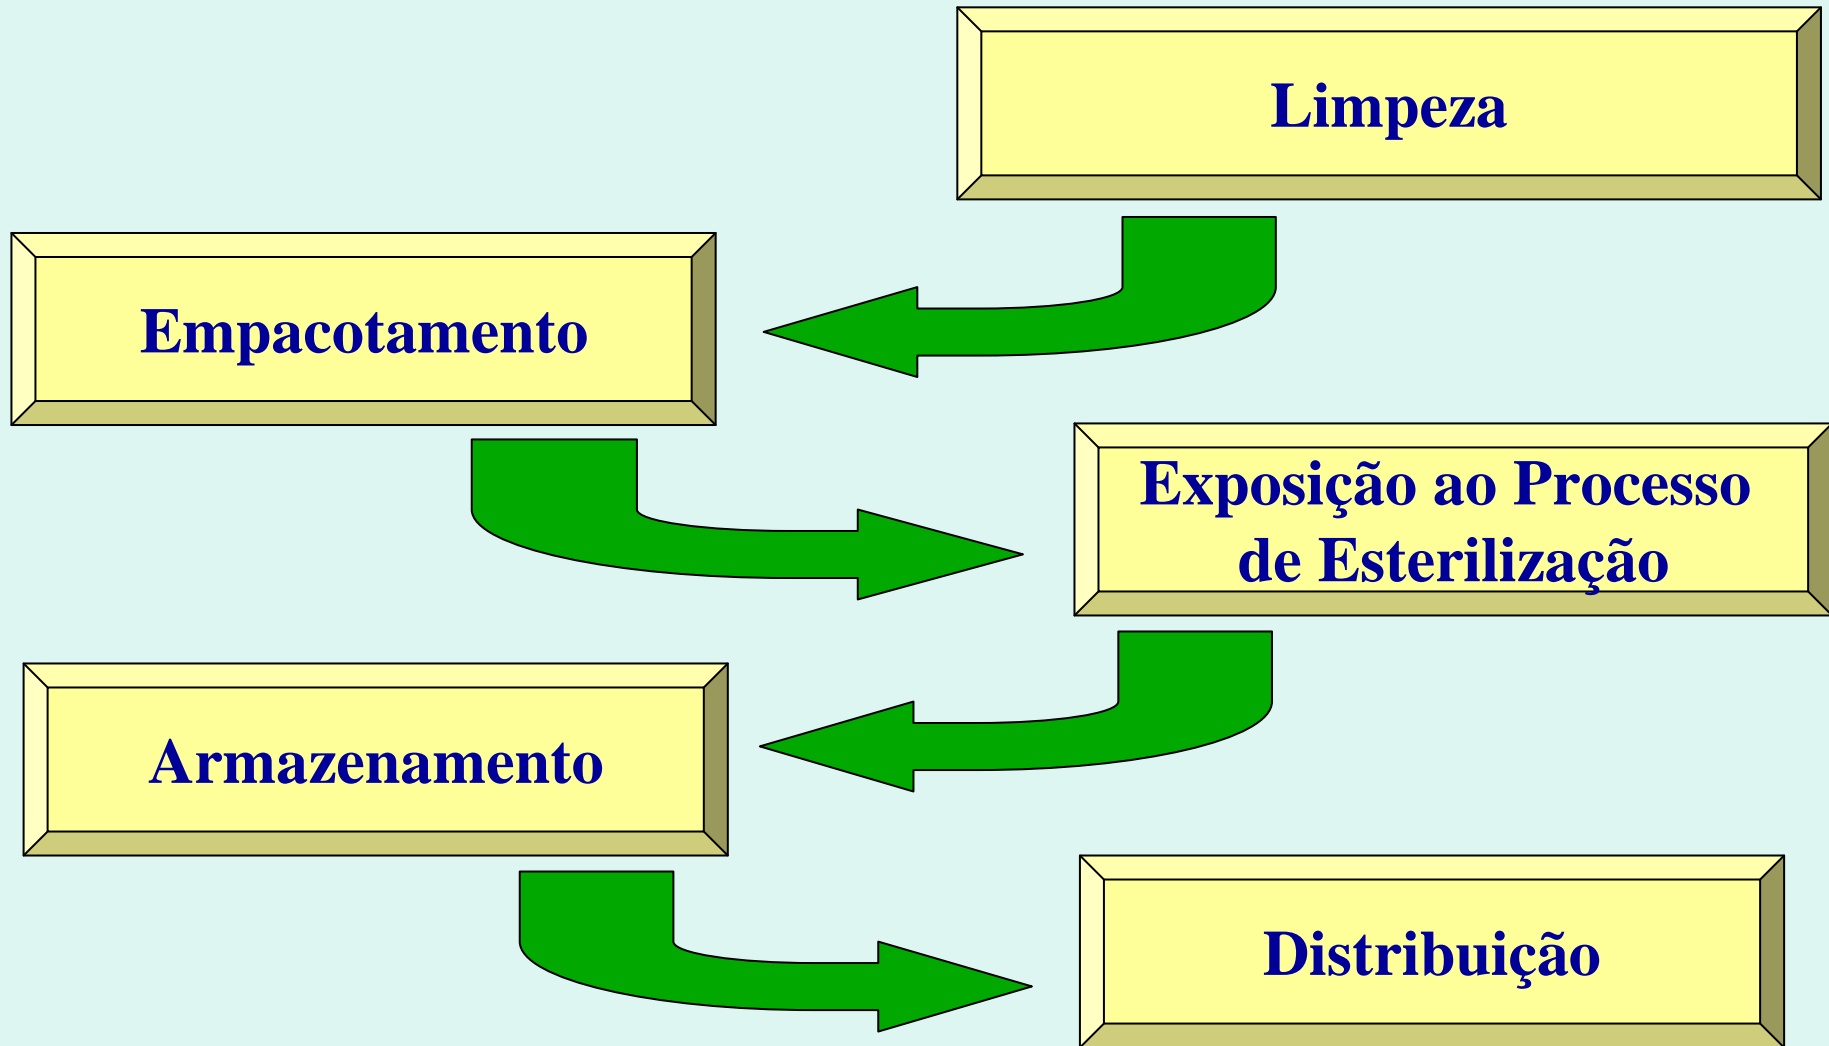 Limpeza
Empacotamento
Exposição ao Processo
de Esterilização
Armazenamento
Distribuição